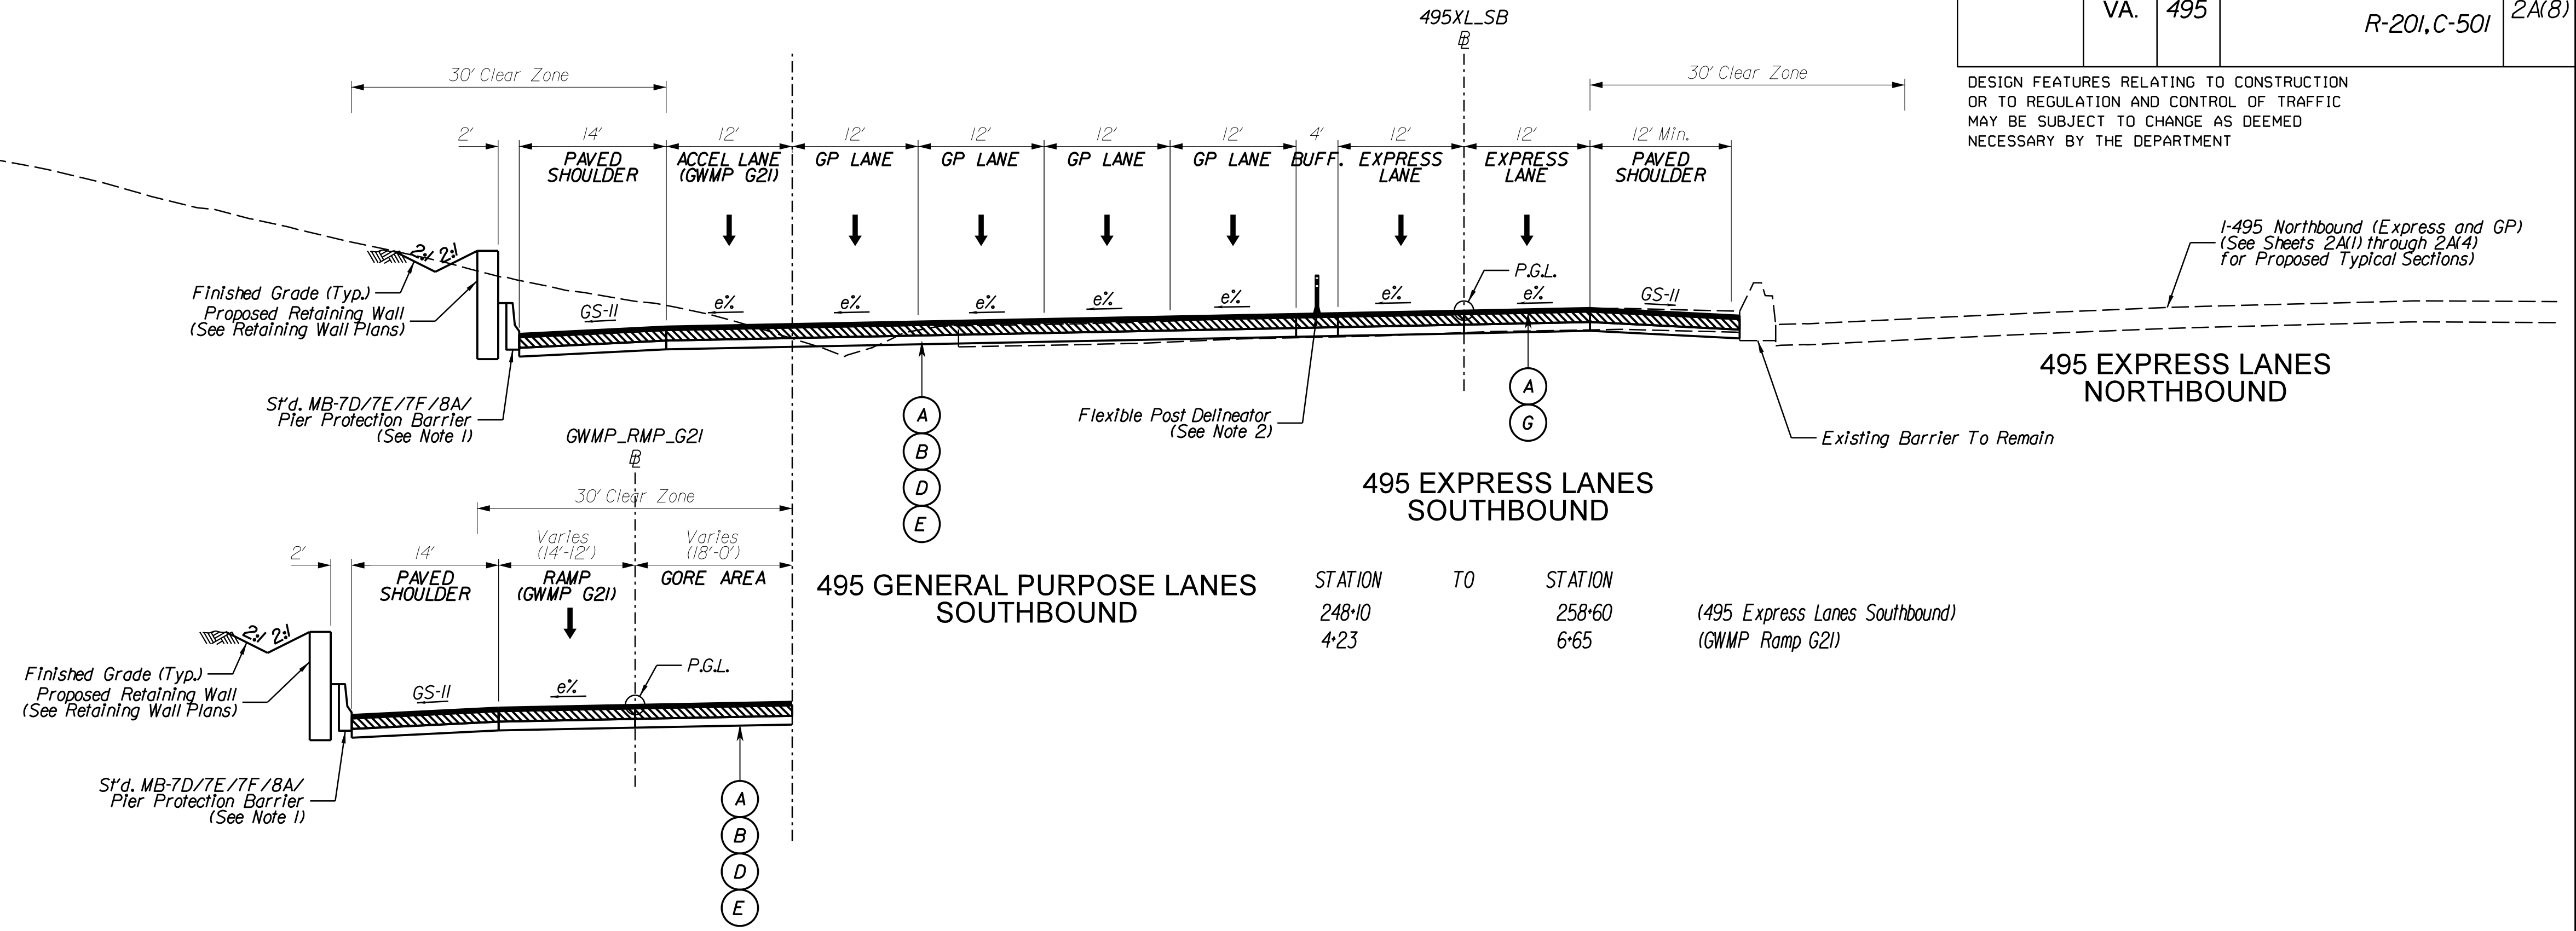 VA.
495
R-201, C-501
2A(8)
DESIGN FEATURES RELATING TO CONSTRUCTION
OR TO REGULATION AND CONTROL OF TRAFFIC
MAY BE SUBJECT TO CHANGE AS DEEMED
NECESSARY BY THE DEPARTMENT
495XL_SB
BL
30' Clear Zone
30' Clear Zone
2'
14'
12'
12'
12'
12'
12'
4'
12'
12'
12' Min.
PAVED
SHOULDER
ACCEL LANE
(GWMP G21)
GP LANE
GP LANE
GP LANE
GP LANE
BUFF.
EXPRESS
LANE
EXPRESS
LANE
PAVED
SHOULDER
2:1
2:1
Finished Grade (Typ.)
Proposed Retaining Wall
(See Retaining Wall Plans)
GS-11
e%
e%
e%
e%
e%
e%
P.G.L.
e%
GS-11
I-495 Northbound (Express and GP)
(See Sheets 2A(1) through 2A(4)
for Proposed Typical Sections)
495 EXPRESS LANES
NORTHBOUND
St'd. MB-7D/7E/7F/8A/
Pier Protection Barrier
(See Note 1)
A
B
D
E
Flexible Post Delineator
(See Note 2)
A
G
Existing Barrier To Remain
495 EXPRESS LANES
SOUTHBOUND
GWMP_RMP_G21
BL
30' Clear Zone
2'
14'
Varies
(14'-12')
Varies
(18'-0')
PAVED
SHOULDER
RAMP
(GWMP G21)
GORE AREA
495 GENERAL PURPOSE LANES
SOUTHBOUND
STATION TO STATION
248+10 258+60 (495 Express Lanes Southbound)
4+23 6+65 (GWMP Ramp G21)
2:1
2:1
Finished Grade (Typ.)
Proposed Retaining Wall
(See Retaining Wall Plans)
GS-11
e%
P.G.L.
St'd. MB-7D/7E/7F/8A/
Pier Protection Barrier
(See Note 1)
A
B
D
E